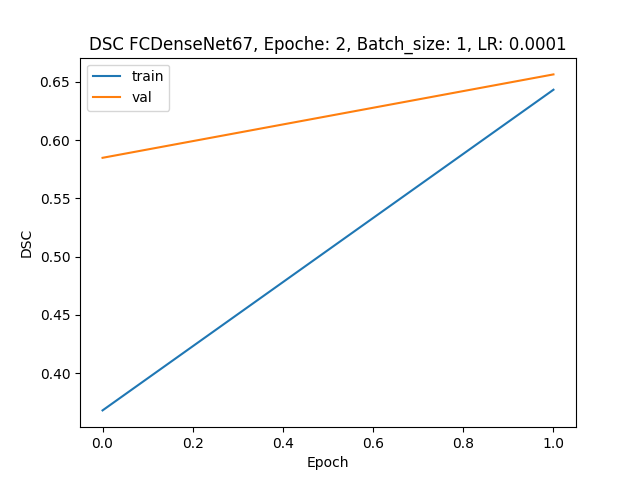 DSC FCDenseNet67, Epoche: 2, Batch_size: 1, LR: 0.0001
train
val
0.65
0.60
0.55
0.50
0.45
0.40
DSC
0.0 0.2 0.4 0.6 0.8 1.0
Epoch